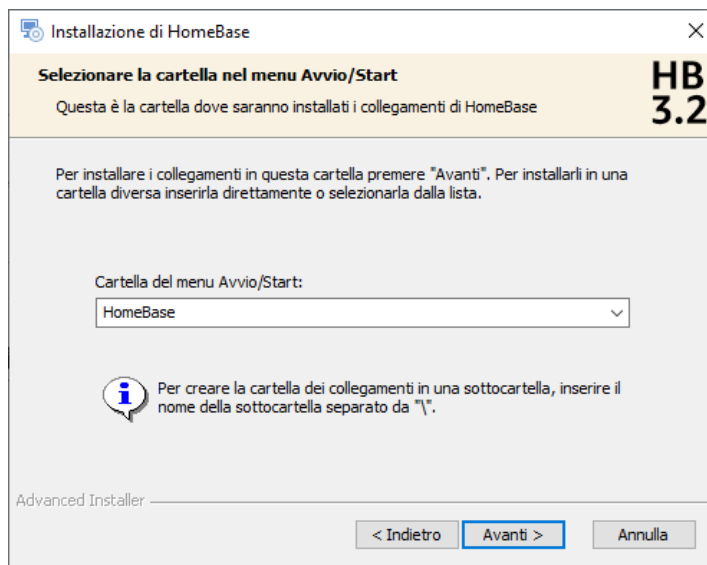 Installazione di HomeBase
Selezionare la cartella nel menu Avvio/Start
Questa è la cartella dove saranno installati i collegamenti di HomeBase
HB
3.2
Per installare i collegamenti in questa cartella premere "Avanti". Per installarli in una
cartella diversa inserirla direttamente o selezionarla dalla lista.
Cartella del menu Avvio/Start:
HomeBase
Per creare la cartella dei collegamenti in una sottocartella, inserire il
nome della sottocartella separato da "\".
Advanced Installer
< Indietro
Avanti >
Annulla